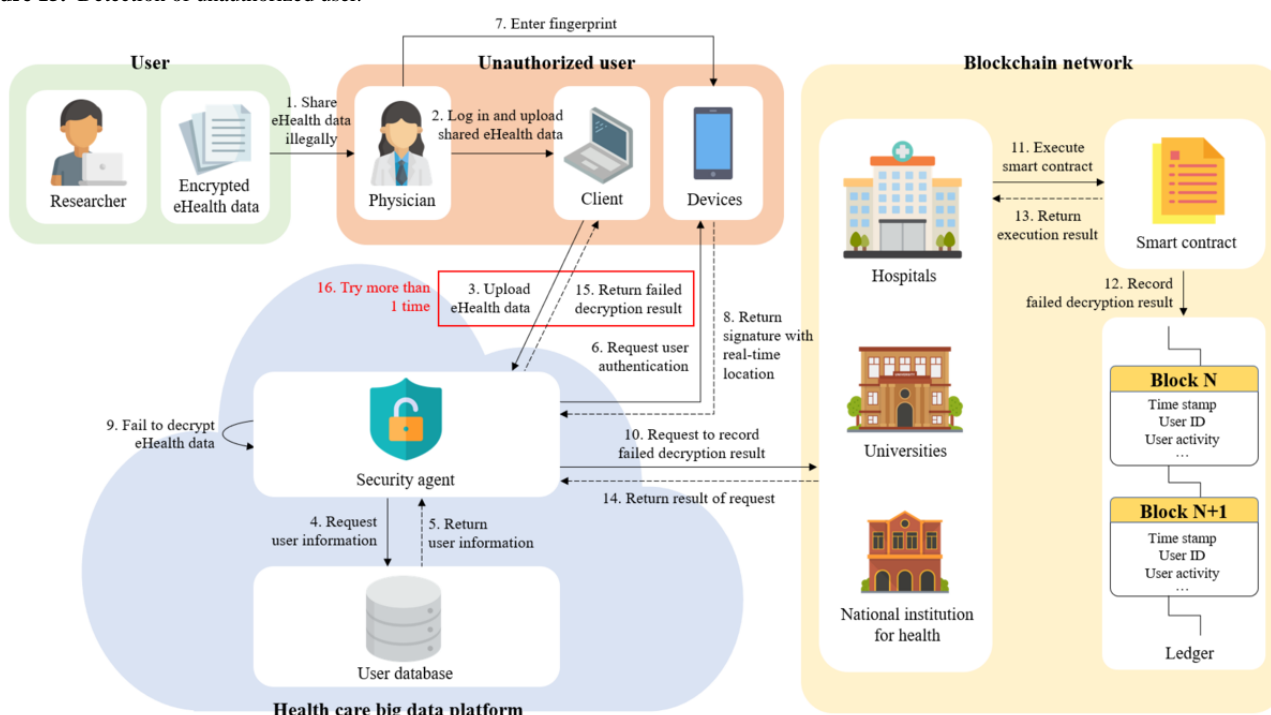 7. Enter fingerprint
User
Unauthorized user
Blockchain network
1. Share
eHealth data
illegally
2. Log in and upload
shared eHealth data
Researcher
Encrypted
eHealth data
Physician
Client
Devices
11. Execute
smart contract
13. Return
execution result
Smart contract
Hospitals
16. Try more than
1 time
3. Upload
eHealth data
15. Return failed
decryption result
12. Record
failed decryption result
8. Return
signature with
real-time
location
6. Request user
authentication
Block N
Time stamp
User ID
User activity
…
9. Fail to decrypt
eHealth data
10. Request to record
failed decryption result
Universities
Security agent
14. Return result of request
4. Request
user information
5. Return
user information
Block N+1
Time stamp
User ID
User activity
…
National institution
for health
Ledger
User database
Health care big data platform